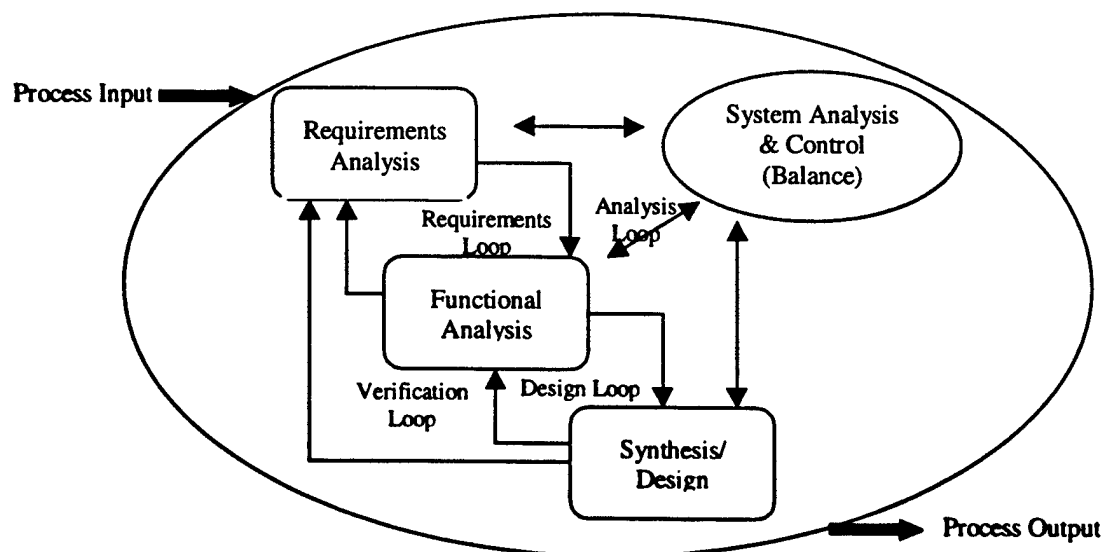 Process Input
Requirements
Analysis
System Analysis
& Control
(Balance)
Requirements
Loop
Analysis
Loop
Functional
Analysis
Verification
Loop
Design Loop
Synthesis/
Design
Process Output